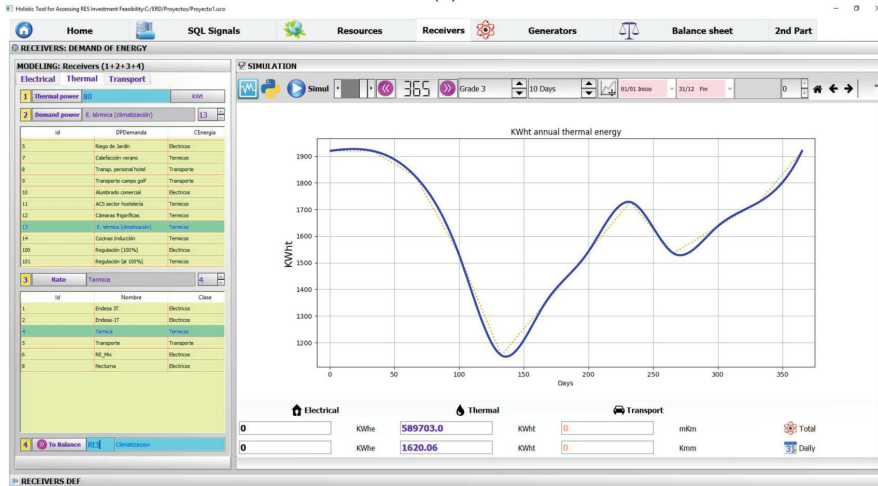 Holistic Tool for Assessing RES Investment Feasibility:C:/ERD/Proyectos/Proyecto1.uco
Home SQL Signals Resources Receivers Generators Balance sheet 2nd Part
RECEIVERS: DEMAND OF ENERGY
MODELING: Receivers (1+2+3+4)
Electrical Thermal Transport
1 Thermal power 80 KWt
2 Demand power E. térmica (climatización) 13
id DPDemanda CEnergia
5 Riego de Jardín Electricos
7 Calefacción verano Termicos
8 Transp. personal hotel Transporte
9 Transporte-campo golf Transporte
10 Alumbrado comercial Electricos
11 ACS sector hostelería Termicos
12 Cámaras frigoríficas Termicos
13 E. térmica (climatización) Termicos
14 Cocinas Inducción Termicos
100 Regulación (100%) Electricos
101 Regulación (al 100%) Termicos
3 Rate Termica 4
Id Nombre Clase
1 Endesa 3T Electricos
2 Endesa-1T Electricos
4 Termica Termicos
5 Transporte Transporte
6 RE_Mix Electricos
8 Nocturna Electricos
4 To Balance Rt3 Climatizacion
SIMULATION
Simul 365 Grade 3 10 Days 01/01 Inicio 31/12 Fin 0
KWht annual thermal energy
KWht
1900
1800
1700
1600
1500
1400
1300
1200
0 50 100 150 200 250 300 350
Days
Electrical Thermal Transport
0 KWhe 589703.0 KWht 0 mKm Total
0 KWhe 1620.06 KWht 0 Kmm 31 Daily
RECEIVERS DEF